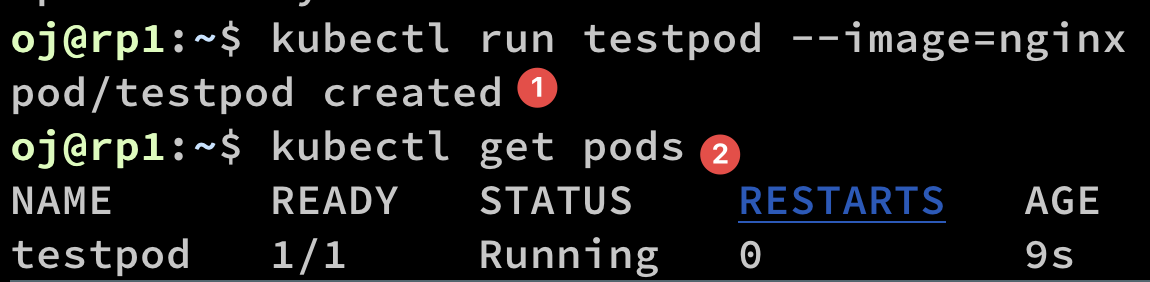 oj@rp1:~$ kubectl run testpod --image=nginx
pod/testpod created 1
oj@rp1:~$ kubectl get pods 2
NAME READY STATUS RESTARTS AGE
testpod 1/1 Running 0 9s